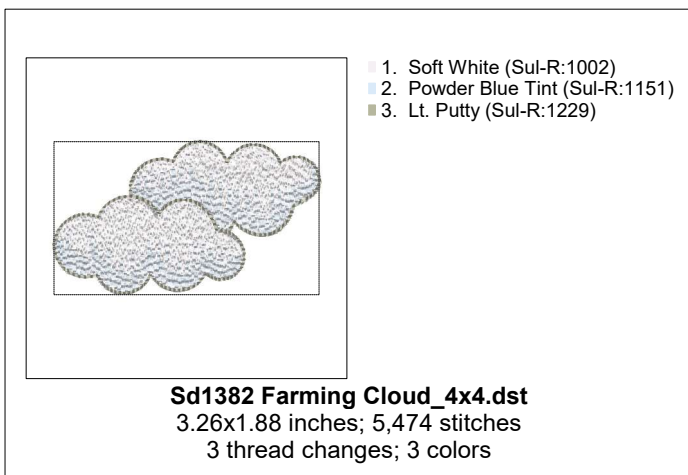 1. Soft White (Sul-R:1002)
2. Powder Blue Tint (Sul-R:1151)
3. Lt. Putty (Sul-R:1229)
Sd1382 Farming Cloud_4x4.dst
3.26x1.88 inches; 5,474 stitches
3 thread changes; 3 colors